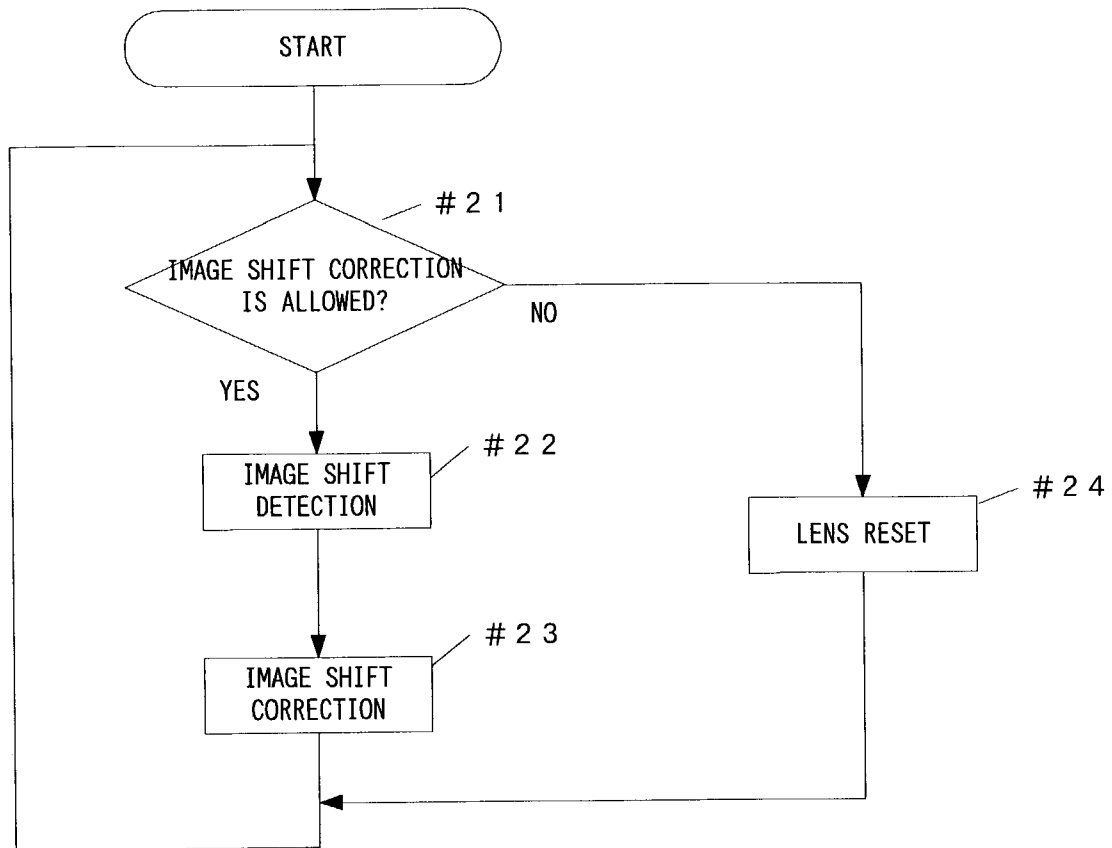 START
#21
IMAGE SHIFT CORRECTION
IS ALLOWED?
NO
YES
#22
IMAGE SHIFT
DETECTION
#24
LENS RESET
#23
IMAGE SHIFT
CORRECTION